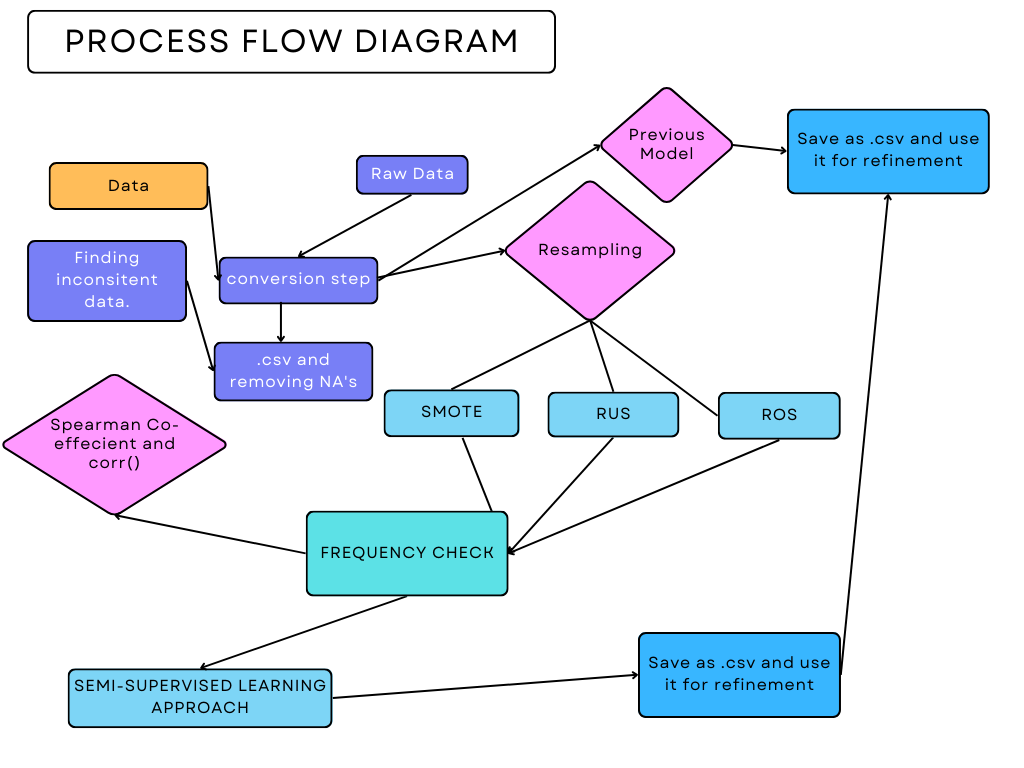 PROCESS FLOW DIAGRAM
Previous
Model
Save as .csv and use
it for refinement
Data
Raw Data
Finding
inconsitent
data.
conversion step
Resampling
.csv and
removing NA's
SMOTE
RUS
ROS
Spearman Co-
effecient and
corr()
FREQUENCY CHECK
SEMI-SUPERVISED LEARNING
APPROACH
Save as .csv and use
it for refinement